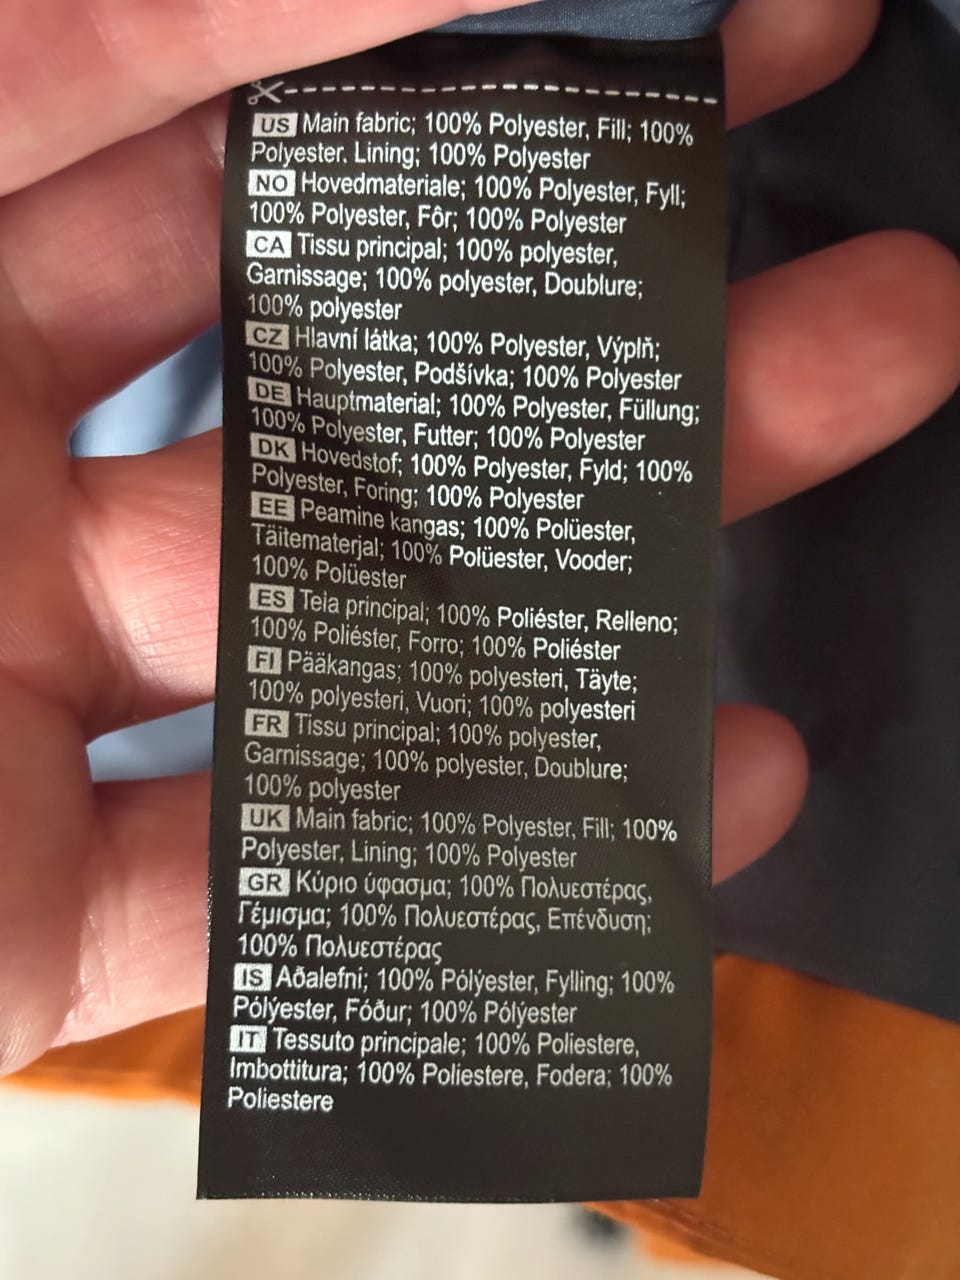 US Main fabric; 100% Polyester, Fill; 100%
Polyester. Lining; 100% Polyester
NO Hovedmateriale; 100% Polyester, Fyll;
100% Polyester, Fôr; 100% Polyester
CA Tissu principal; 100% polyester,
Garnissage; 100% polyester, Doublure;
100% polyester
CZ Hlavní látka; 100% Polyester, Výplň;
100% Polyester, Podšívka; 100% Polyester
DE Hauptmaterial; 100% Polyester, Füllung;
100% Polyester, Futter; 100% Polyester
DK Hovedstof; 100% Polyester, Fyld; 100%
Polyester, Foring; 100% Polyester
EE Peamine kangas; 100% Polüester,
Täitematerjal; 100% Polüester, Vooder;
100% Polüester
ES Tela principal; 100% Poliéster, Relleno;
100% Poliéster, Forro; 100% Poliéster
FI Pääkangas; 100% polyesteri, Täyte;
100% polyesteri, Vuori; 100% polyesteri
FR Tissu principal; 100% polyester,
Garnissage; 100% polyester, Doublure;
100% polyester
UK Main fabric; 100% Polyester, Fill; 100%
Polyester, Lining; 100% Polyester
GR Κύριο ύφασμα; 100% Πολυεστέρας,
Γέμισμα; 100% Πολυεστέρας, Επένδυση;
100% Πολυεστέρας
IS Aðalefni; 100% Pólýester, Fylling; 100%
Pólýester, Fóður; 100% Pólýester
IT Tessuto principale; 100% Poliestere,
Imbottitura; 100% Poliestere, Fodera; 100%
Poliestere